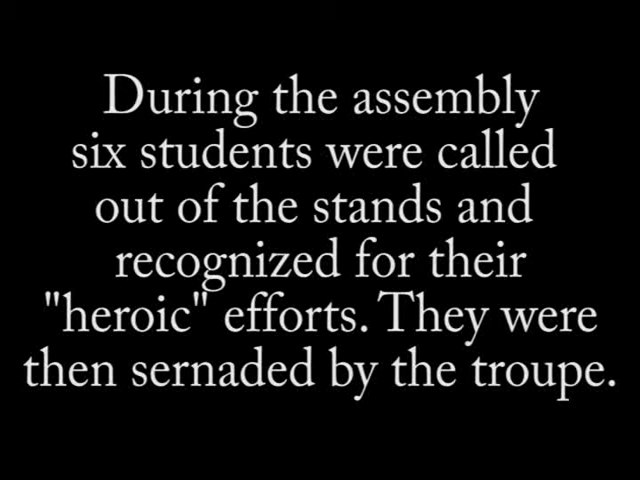 During the assembly
six students were called
out of the stands and
recognized for their
"heroic" efforts. They were
then sernaded by the troupe.